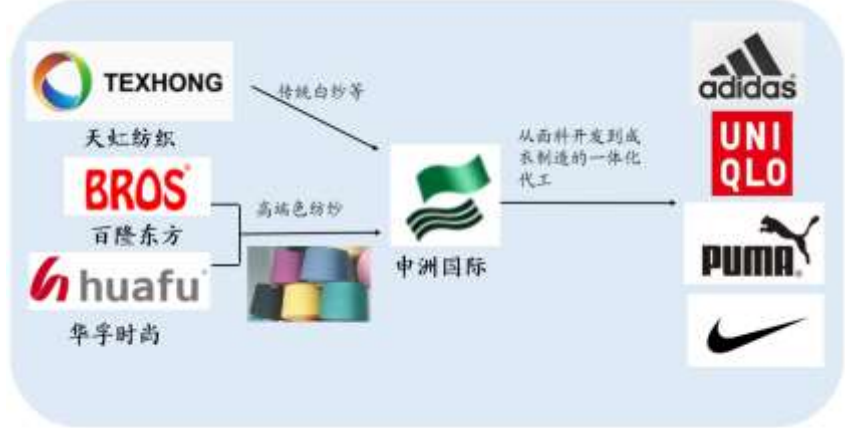 TEXHONG
天虹纺织
传统白纱等
BROS
百隆东方
高端色纺纱
huafu
华孚时尚
申洲国际
从面料开发到成
衣制造的一体化
代工
adidas
UNI
QLO
PUMA